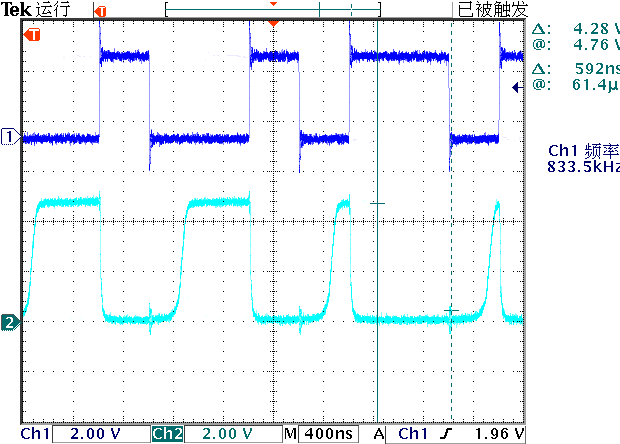 Tek 运行 已被触发
T
T
Δ: 4.28 V
@: 4.76 V
Δ: 592ns
@: 61.4µ
1
Ch1 频率
833.5kHz
2
Ch1 2.00 V Ch2 2.00 V M 400ns A Ch1 1.96 V